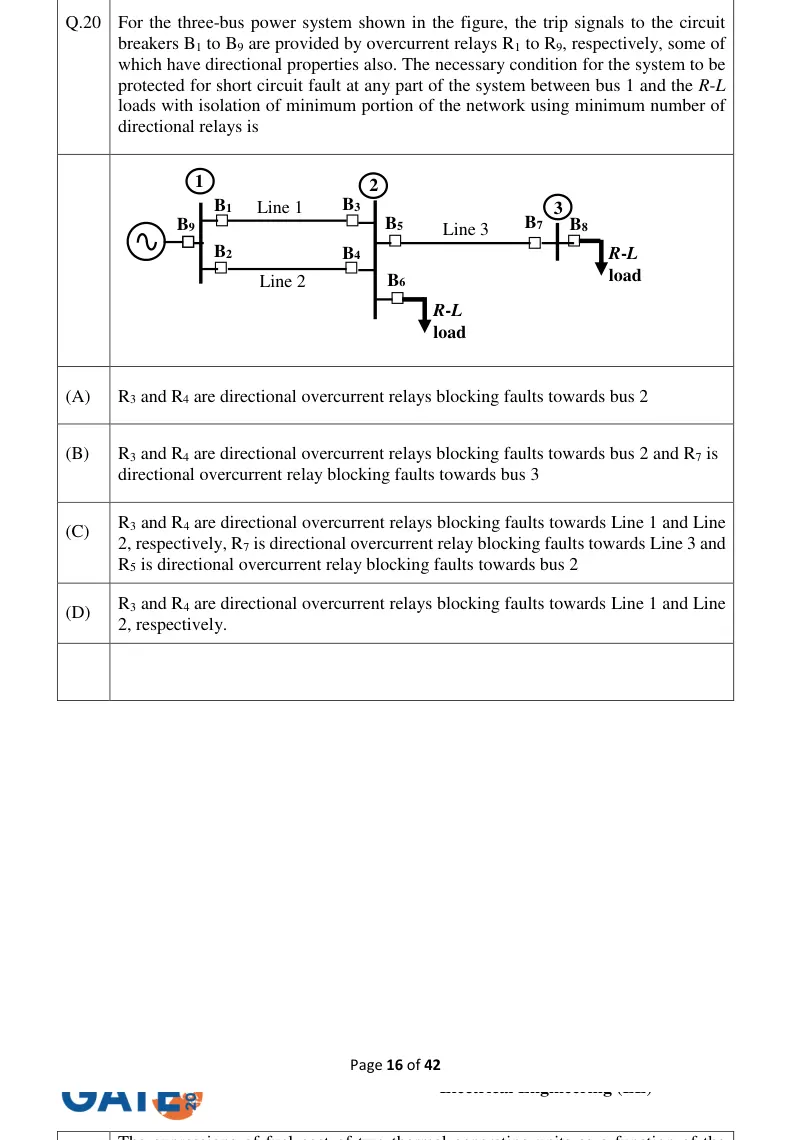 Q.20 For the three-bus power system shown in the figure, the trip signals to the circuit
breakers B1 to B9 are provided by overcurrent relays R1 to R9, respectively, some of
which have directional properties also. The necessary condition for the system to be
protected for short circuit fault at any part of the system between bus 1 and the R-L
loads with isolation of minimum portion of the network using minimum number of
directional relays is
1
2
B1 Line 1 B3
3
B9 B5 Line 3 B7 B8
B2 B4 R-L
load
Line 2 B6
R-L
load
(A) R3 and R4 are directional overcurrent relays blocking faults towards bus 2
(B) R3 and R4 are directional overcurrent relays blocking faults towards bus 2 and R7 is
directional overcurrent relay blocking faults towards bus 3
(C) R3 and R4 are directional overcurrent relays blocking faults towards Line 1 and Line
2, respectively, R7 is directional overcurrent relay blocking faults towards Line 3 and
R5 is directional overcurrent relay blocking faults towards bus 2
(D) R3 and R4 are directional overcurrent relays blocking faults towards Line 1 and Line
2, respectively.
Page 16 of 42
GATE 20